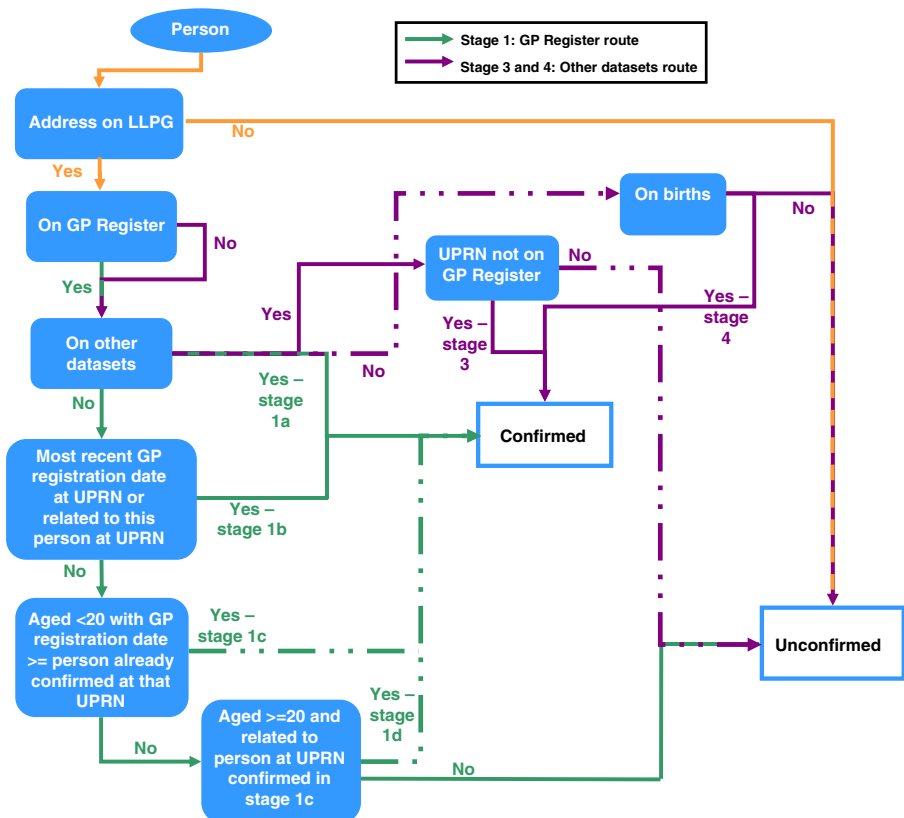 Person
Stage 1: GP Register route
Stage 3 and 4: Other datasets route
Address on LLPG
No
Yes
On births
On GP Register
No
No
UPRN not on
GP Register
No
Yes
Yes
Yes –
stage
3
Yes –
stage
4
On other
datasets
No
Yes –
stage
1a
No
Confirmed
Most recent GP
registration date
at UPRN or
related to this
person at UPRN
Yes –
stage 1b
No
Aged <20 with GP
registration date
>= person already
confirmed at that
UPRN
Yes –
stage 1c
Unconfirmed
Yes –
stage
1d
No
Aged >=20 and
related to
person at UPRN
confirmed in
stage 1c
No